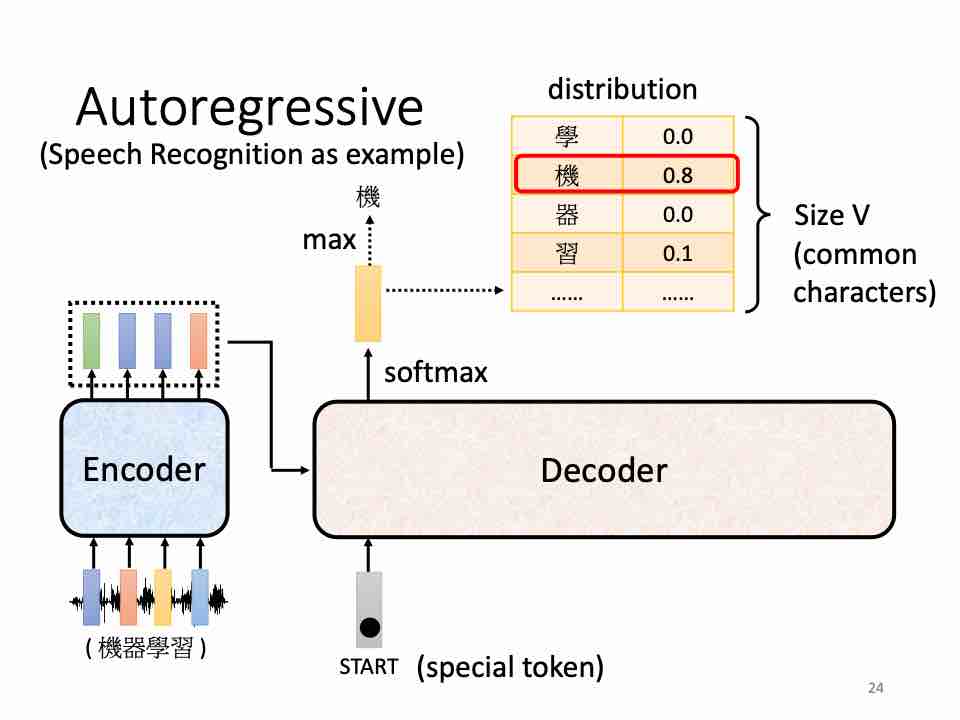 Autoregressive
(Speech Recognition as example)
distribution
學 0.0
機 0.8
器 0.0
習 0.1
…… ……
Size V
(common
characters)
機
max
softmax
Encoder
Decoder
( 機器學習 )
START (special token)
24